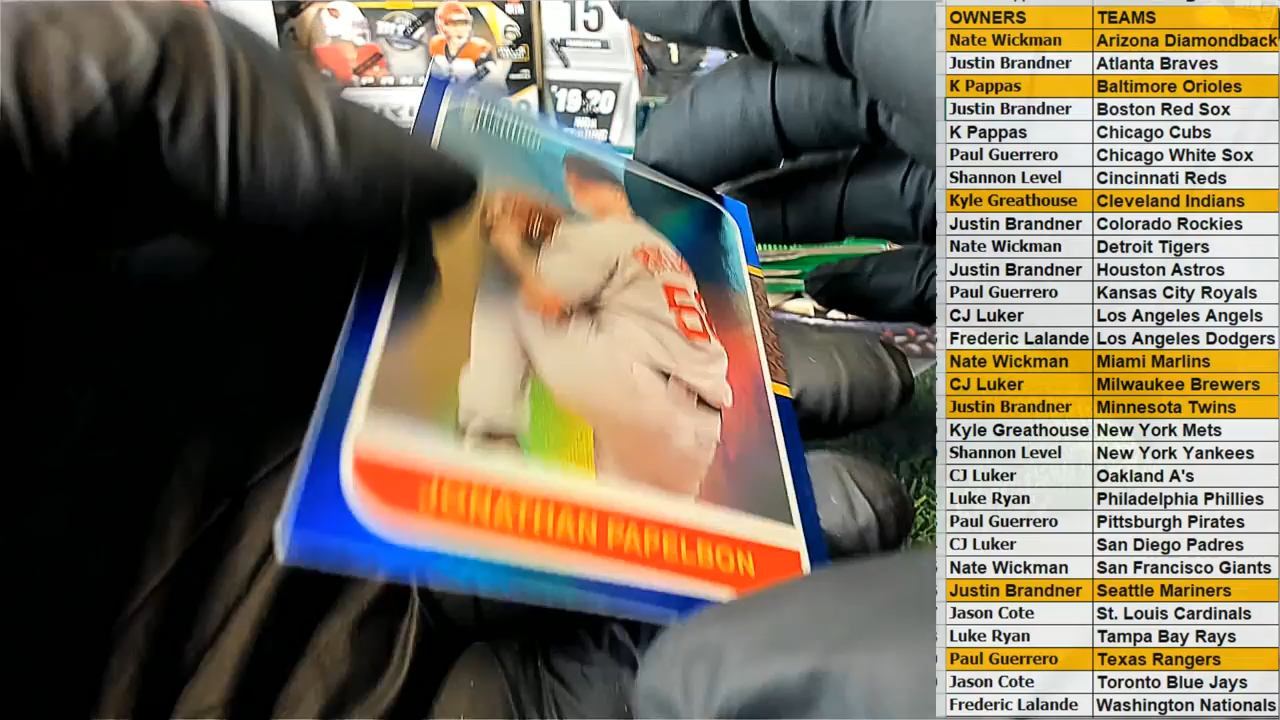 15
19-20
JONATHAN PAPELBON
OWNERS TEAMS
Nate Wickman Arizona Diamondback
Justin Brandner Atlanta Braves
K Pappas Baltimore Orioles
Justin Brandner Boston Red Sox
K Pappas Chicago Cubs
Paul Guerrero Chicago White Sox
Shannon Level Cincinnati Reds
Kyle Greathouse Cleveland Indians
Justin Brandner Colorado Rockies
Nate Wickman Detroit Tigers
Justin Brandner Houston Astros
Paul Guerrero Kansas City Royals
CJ Luker Los Angeles Angels
Frederic Lalande Los Angeles Dodgers
Nate Wickman Miami Marlins
CJ Luker Milwaukee Brewers
Justin Brandner Minnesota Twins
Kyle Greathouse New York Mets
Shannon Level New York Yankees
CJ Luker Oakland A's
Luke Ryan Philadelphia Phillies
Paul Guerrero Pittsburgh Pirates
CJ Luker San Diego Padres
Nate Wickman San Francisco Giants
Justin Brandner Seattle Mariners
Jason Cote St. Louis Cardinals
Luke Ryan Tampa Bay Rays
Paul Guerrero Texas Rangers
Jason Cote Toronto Blue Jays
Frederic Lalande Washington Nationals